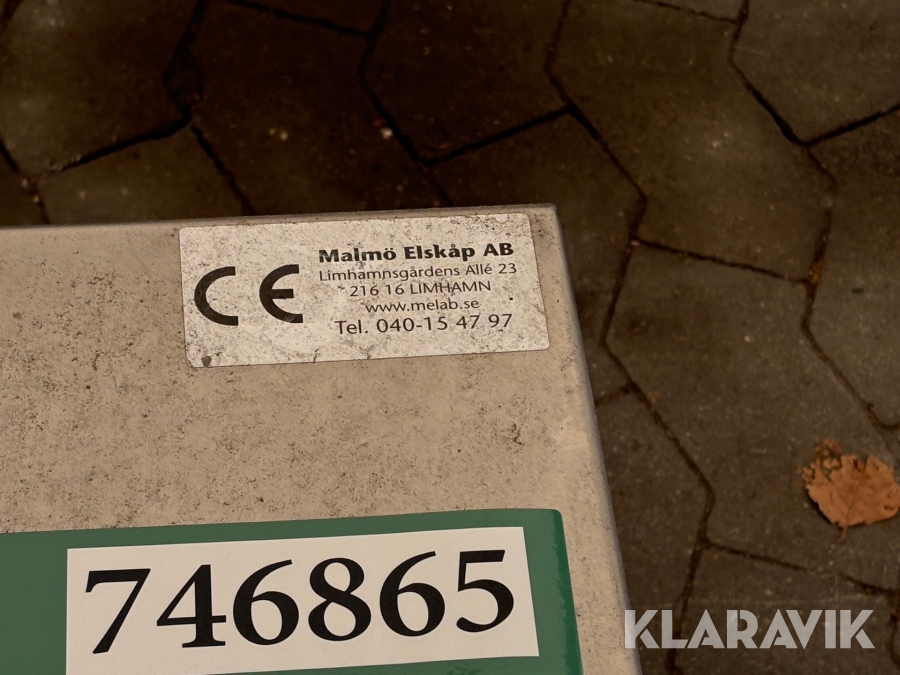 CE
Malmö Elskåp AB
Limhamnsgårdens Allé 23
216 16 LIMHAMN
www.melab.se
Tel. 040-15 47 97
746865
KLARAVIK